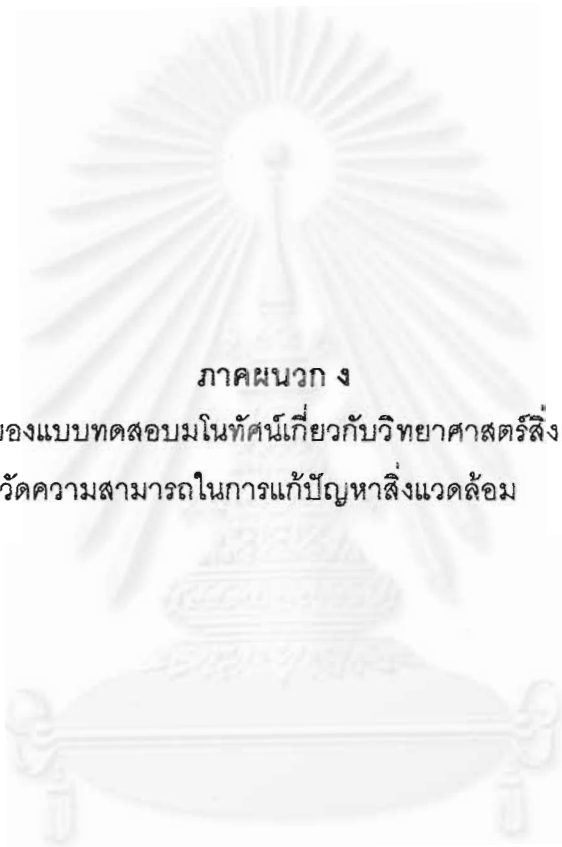 ภาคผนวก ง
ของแบบทดสอบมโนทัศน์เกี่ยวกับวิทยาศาสตร์สิ่ง
วัดความสามารถในการแก้ปัญหาสิ่งแวดล้อม